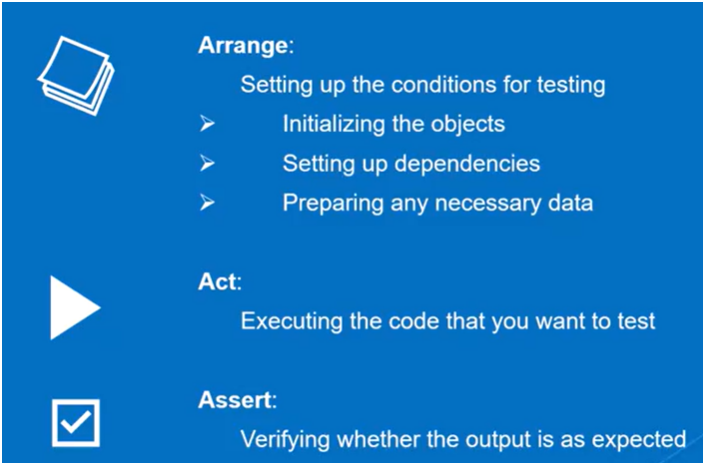 Arrange:
Setting up the conditions for testing
➢ Initializing the objects
➢ Setting up dependencies
➢ Preparing any necessary data
Act:
Executing the code that you want to test
Assert:
Verifying whether the output is as expected